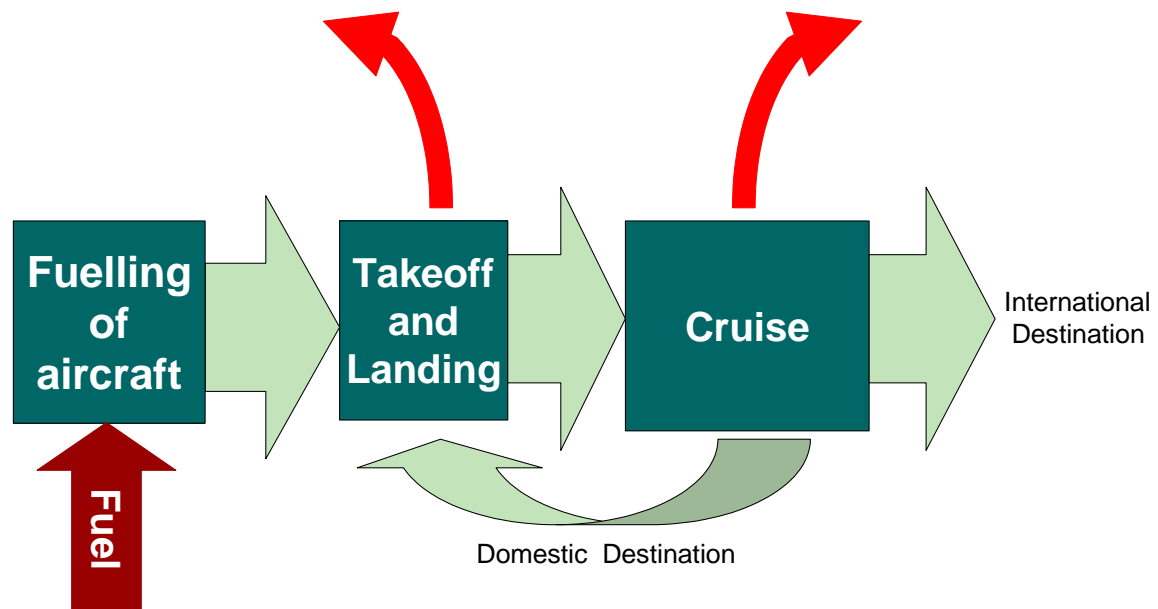 Fuelling
of
aircraft
Takeoff
and
Landing
Cruise
International
Destination
Fuel
Domestic Destination